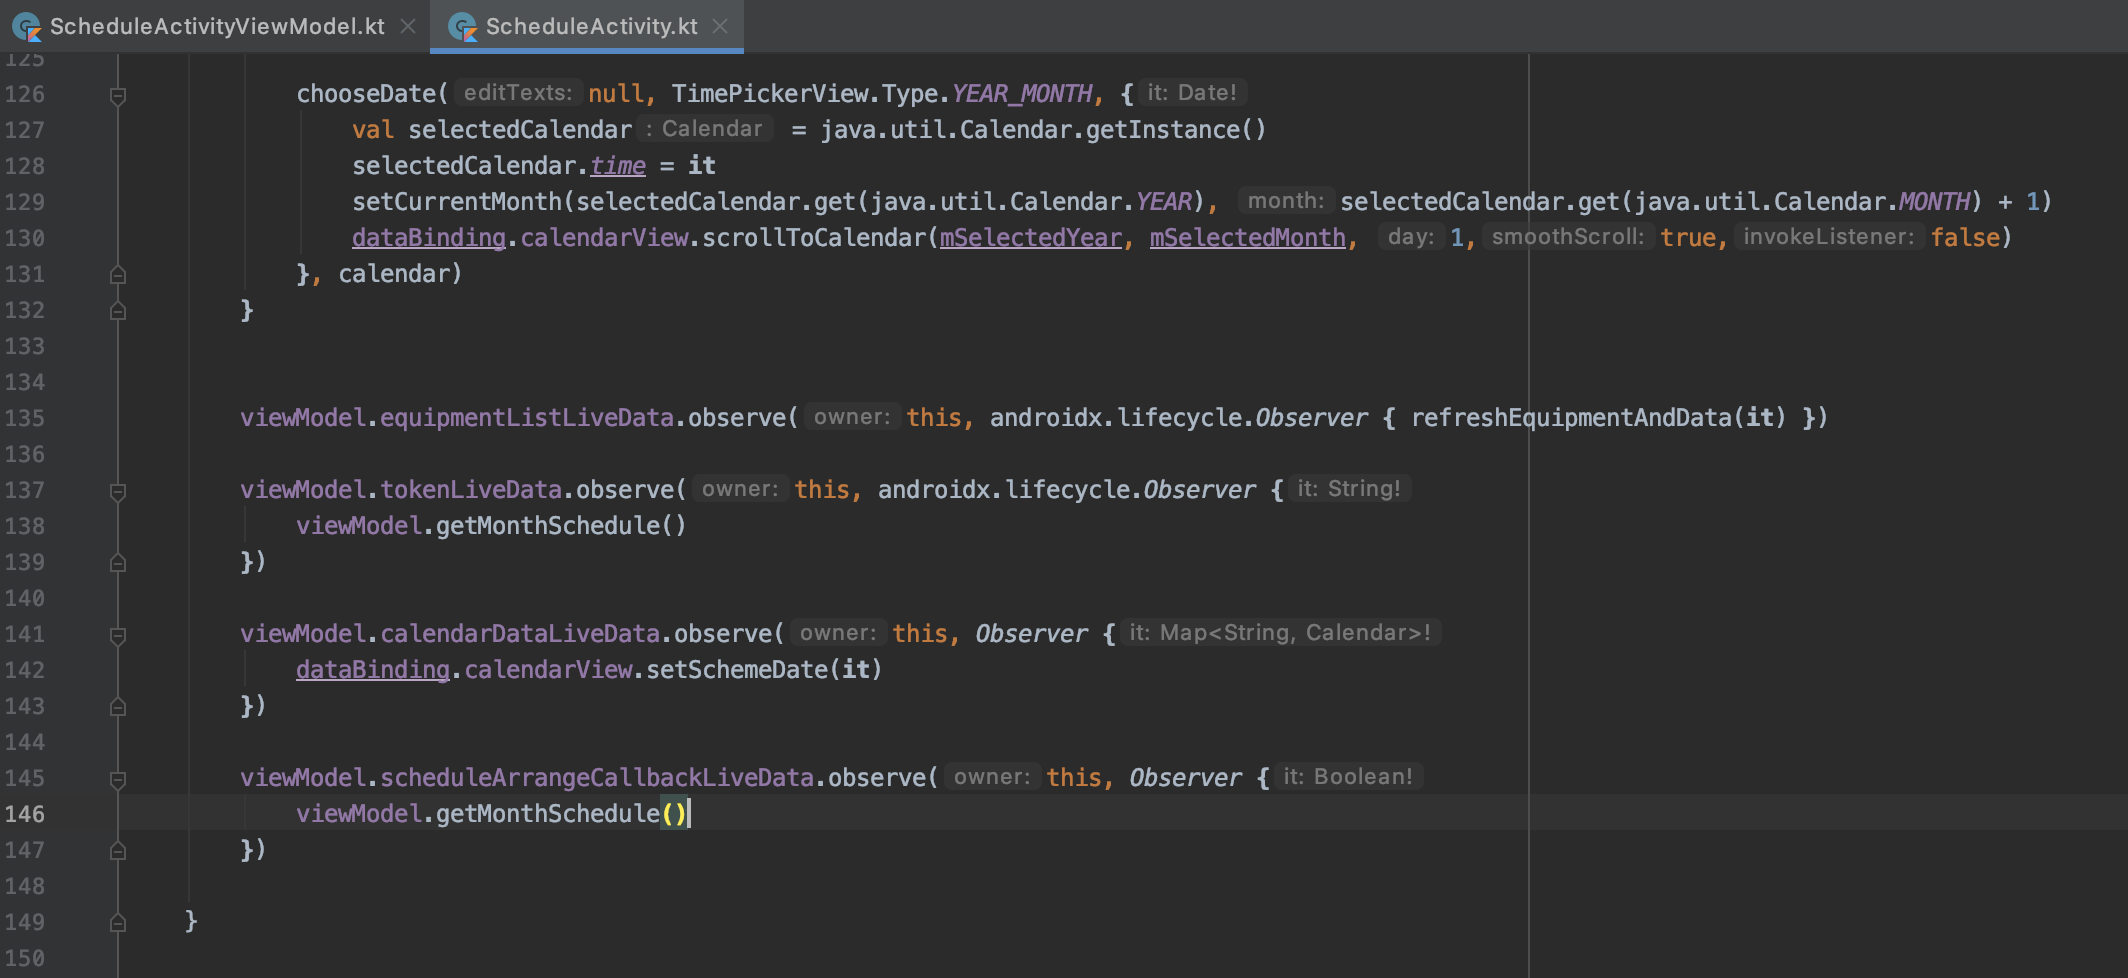 ScheduleActivityViewModel.kt ScheduleActivity.kt
125
126 chooseDate( editTexts: null, TimePickerView.Type.YEAR_MONTH, { it: Date!
127 val selectedCalendar : Calendar = java.util.Calendar.getInstance()
128 selectedCalendar.time = it
129 setCurrentMonth(selectedCalendar.get(java.util.Calendar.YEAR), month: selectedCalendar.get(java.util.Calendar.MONTH) + 1)
130 dataBinding.calendarView.scrollToCalendar(mSelectedYear, mSelectedMonth, day: 1, smoothScroll: true, invokeListener: false)
131 }, calendar)
132 }
133
134
135 viewModel.equipmentListLiveData.observe( owner: this, androidx.lifecycle.Observer { refreshEquipmentAndData(it) })
136
137 viewModel.tokenLiveData.observe( owner: this, androidx.lifecycle.Observer { it: String!
138 viewModel.getMonthSchedule()
139 })
140
141 viewModel.calendarDataLiveData.observe( owner: this, Observer { it: Map<String, Calendar>!
142 dataBinding.calendarView.setSchemeDate(it)
143 })
144
145 viewModel.scheduleArrangeCallbackLiveData.observe( owner: this, Observer { it: Boolean!
146 viewModel.getMonthSchedule()
147 })
148
149 }
150